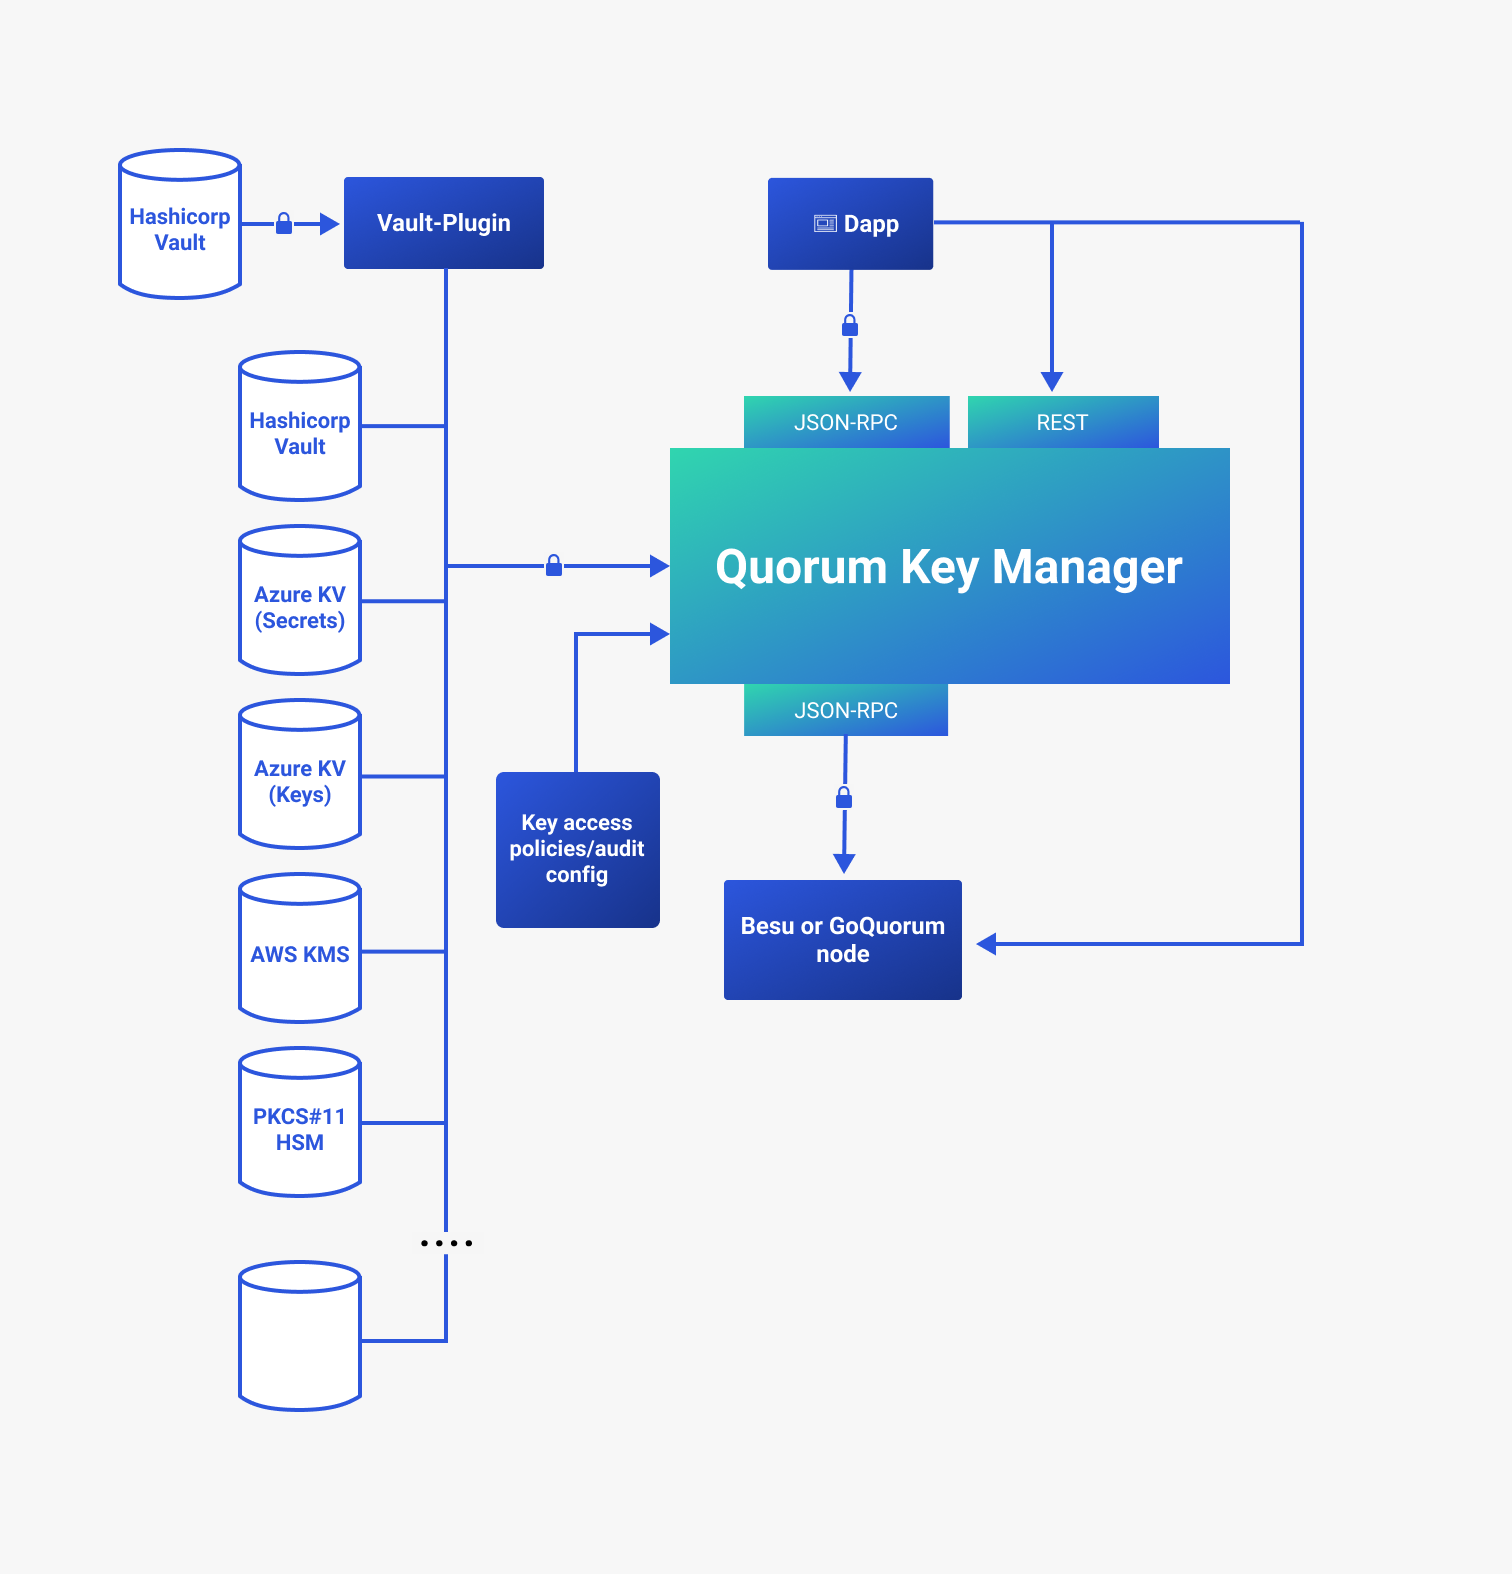 Hashicorp
Vault
Vault-Plugin
Dapp
Hashicorp
Vault
JSON-RPC
REST
Azure KV
(Secrets)
Quorum Key Manager
JSON-RPC
Azure KV
(Keys)
Key access
policies/audit
config
AWS KMS
Besu or GoQuorum
node
PKCS#11
HSM
....